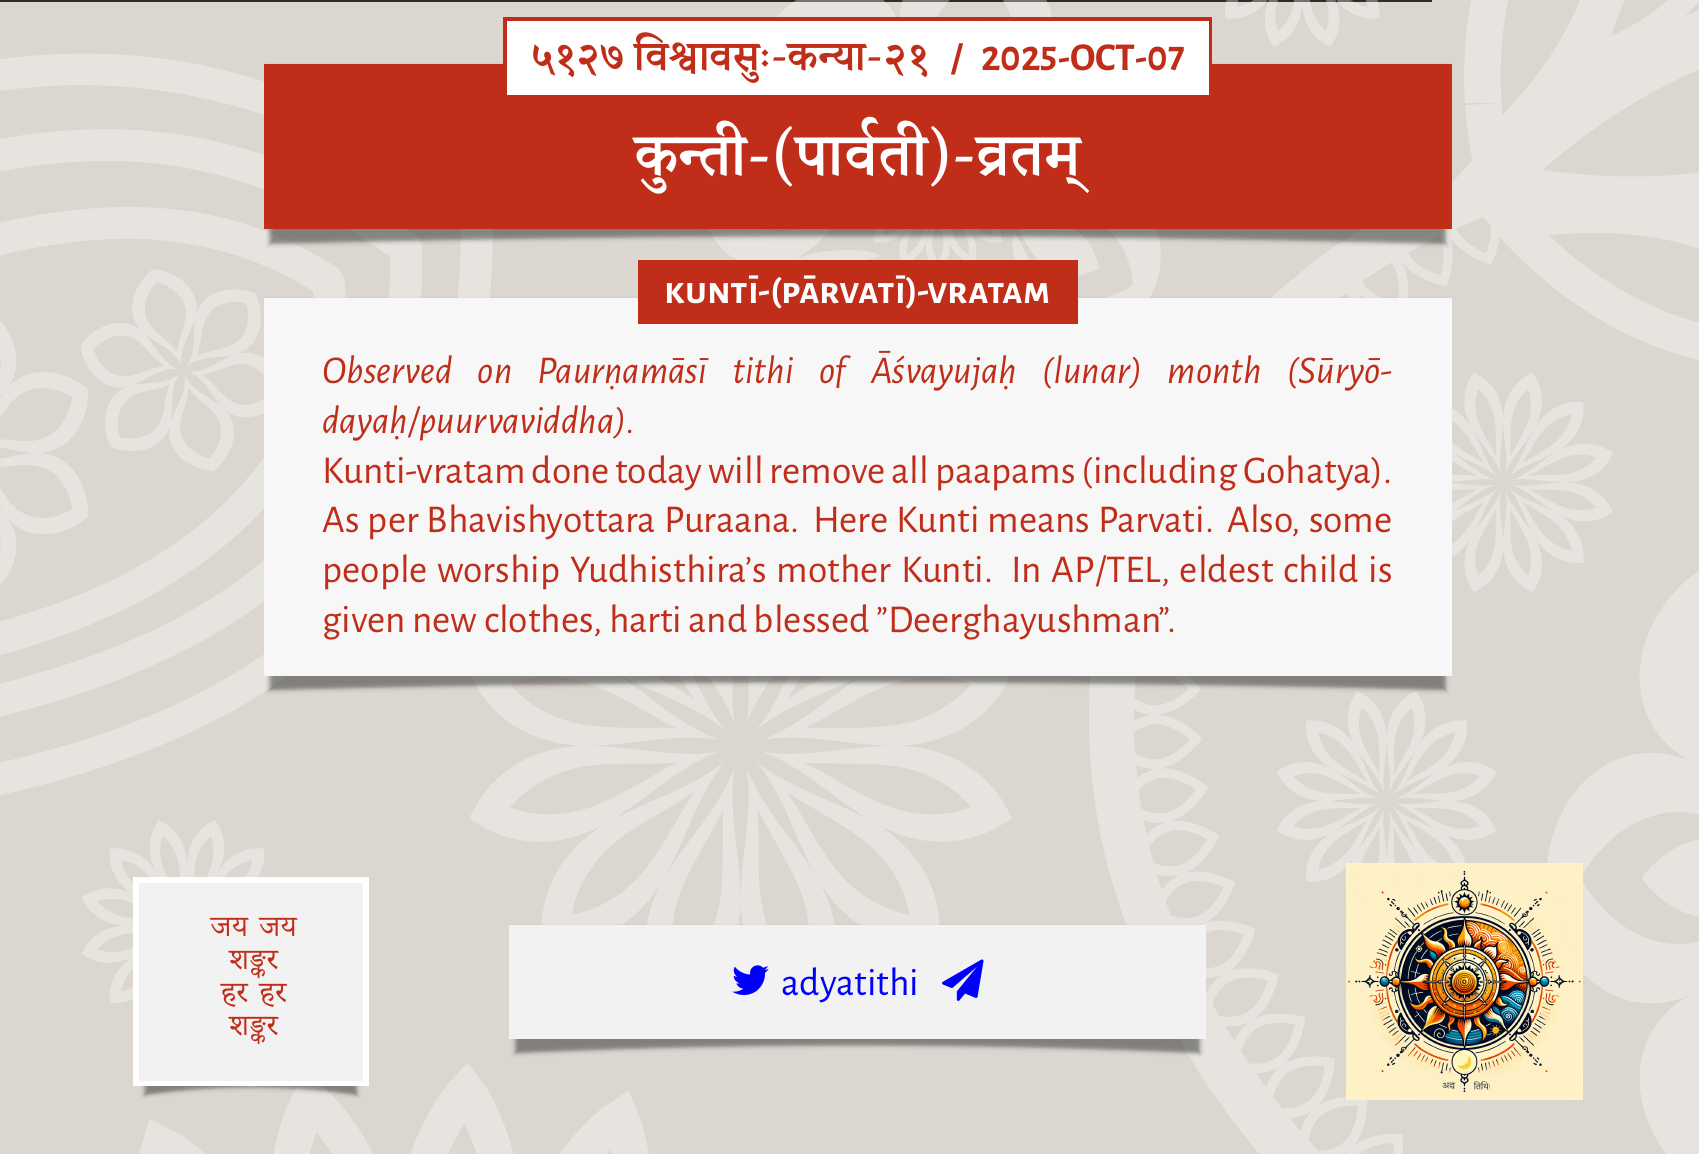 ५१२७ विश्वावसुः-कन्या-२१ / 2025-OCT-07
कुन्ती-(पार्वती)-व्रतम्
KUNTĪ-(PĀRVATĪ)-VRATAM
Observed on Paurṇamāsī tithi of Āśvayujaḥ (lunar) month (Sūryō-
dayaḥ/puurvaviddha).
Kunti-vratam done today will remove all paapams (including Gohatya).
As per Bhavishyottara Puraana. Here Kunti means Parvati. Also, some
people worship Yudhisthira’s mother Kunti. In AP/TEL, eldest child is
given new clothes, harti and blessed ”Deerghayushman”.
जय जय
शङ्कर
हर हर
शङ्कर
adyatithi
अद्य तिथिः